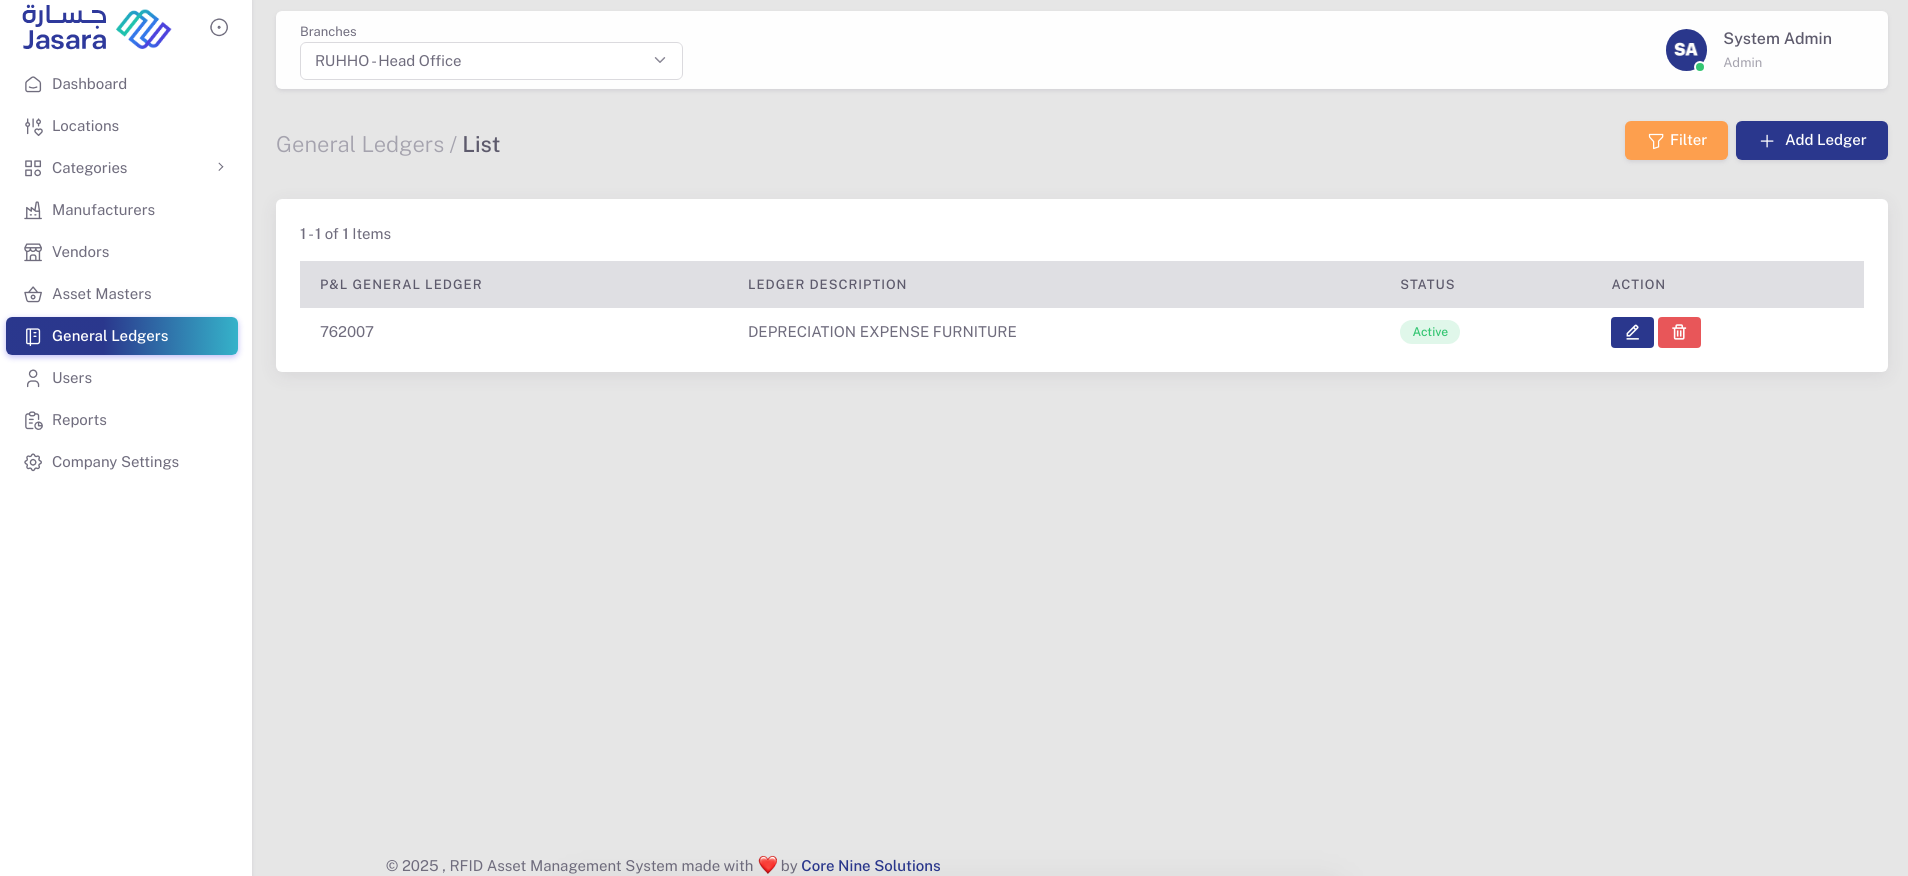 جسارة
Jasara
Dashboard
Locations
Categories
Manufacturers
Vendors
Asset Masters
General Ledgers
Users
Reports
Company Settings
Branches
RUHHO - Head Office
SA
System Admin
Admin
General Ledgers / List
Filter
Add Ledger
1 - 1 of 1 Items
P&L GENERAL LEDGER LEDGER DESCRIPTION STATUS ACTION
762007 DEPRECIATION EXPENSE FURNITURE Active
© 2025 , RFID Asset Management System made with ❤️ by Core Nine Solutions